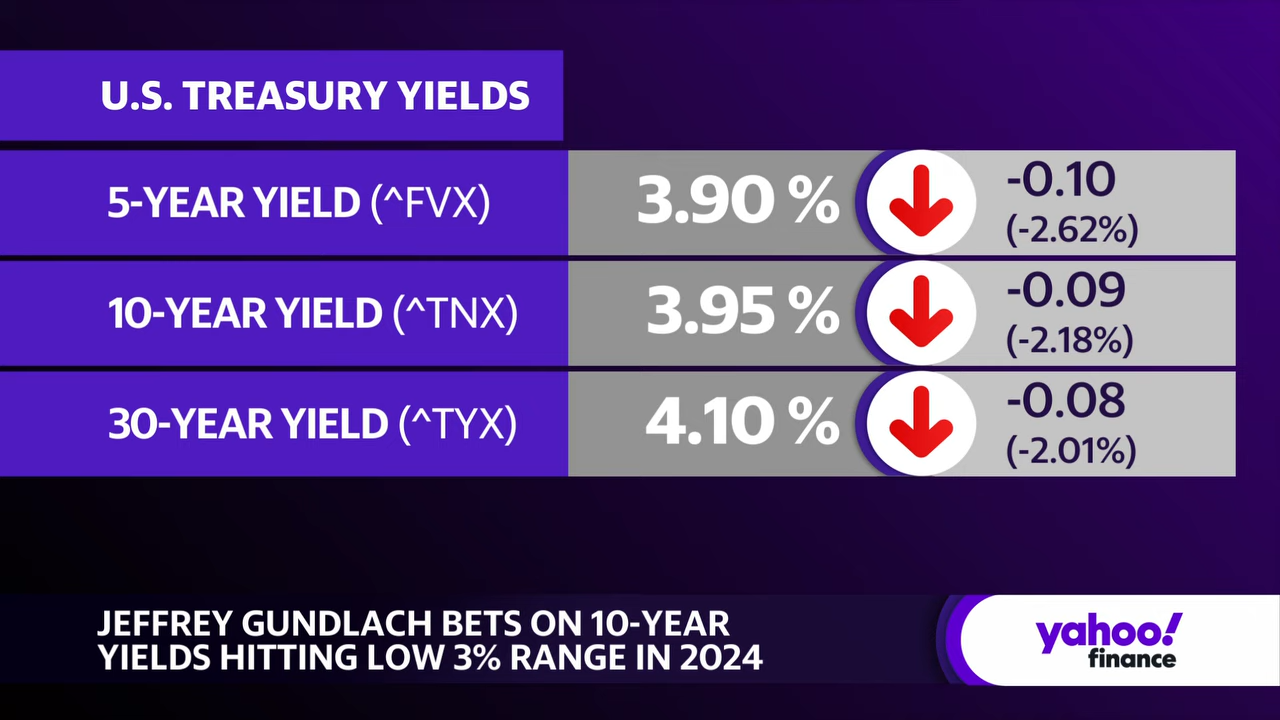 U.S. TREASURY YIELDS
5-YEAR YIELD (^FVX) 3.90 % -0.10
(-2.62%)
10-YEAR YIELD (^TNX) 3.95 % -0.09
(-2.18%)
30-YEAR YIELD (^TYX) 4.10 % -0.08
(-2.01%)
JEFFREY GUNDLACH BETS ON 10-YEAR
YIELDS HITTING LOW 3% RANGE IN 2024
yahoo!
finance